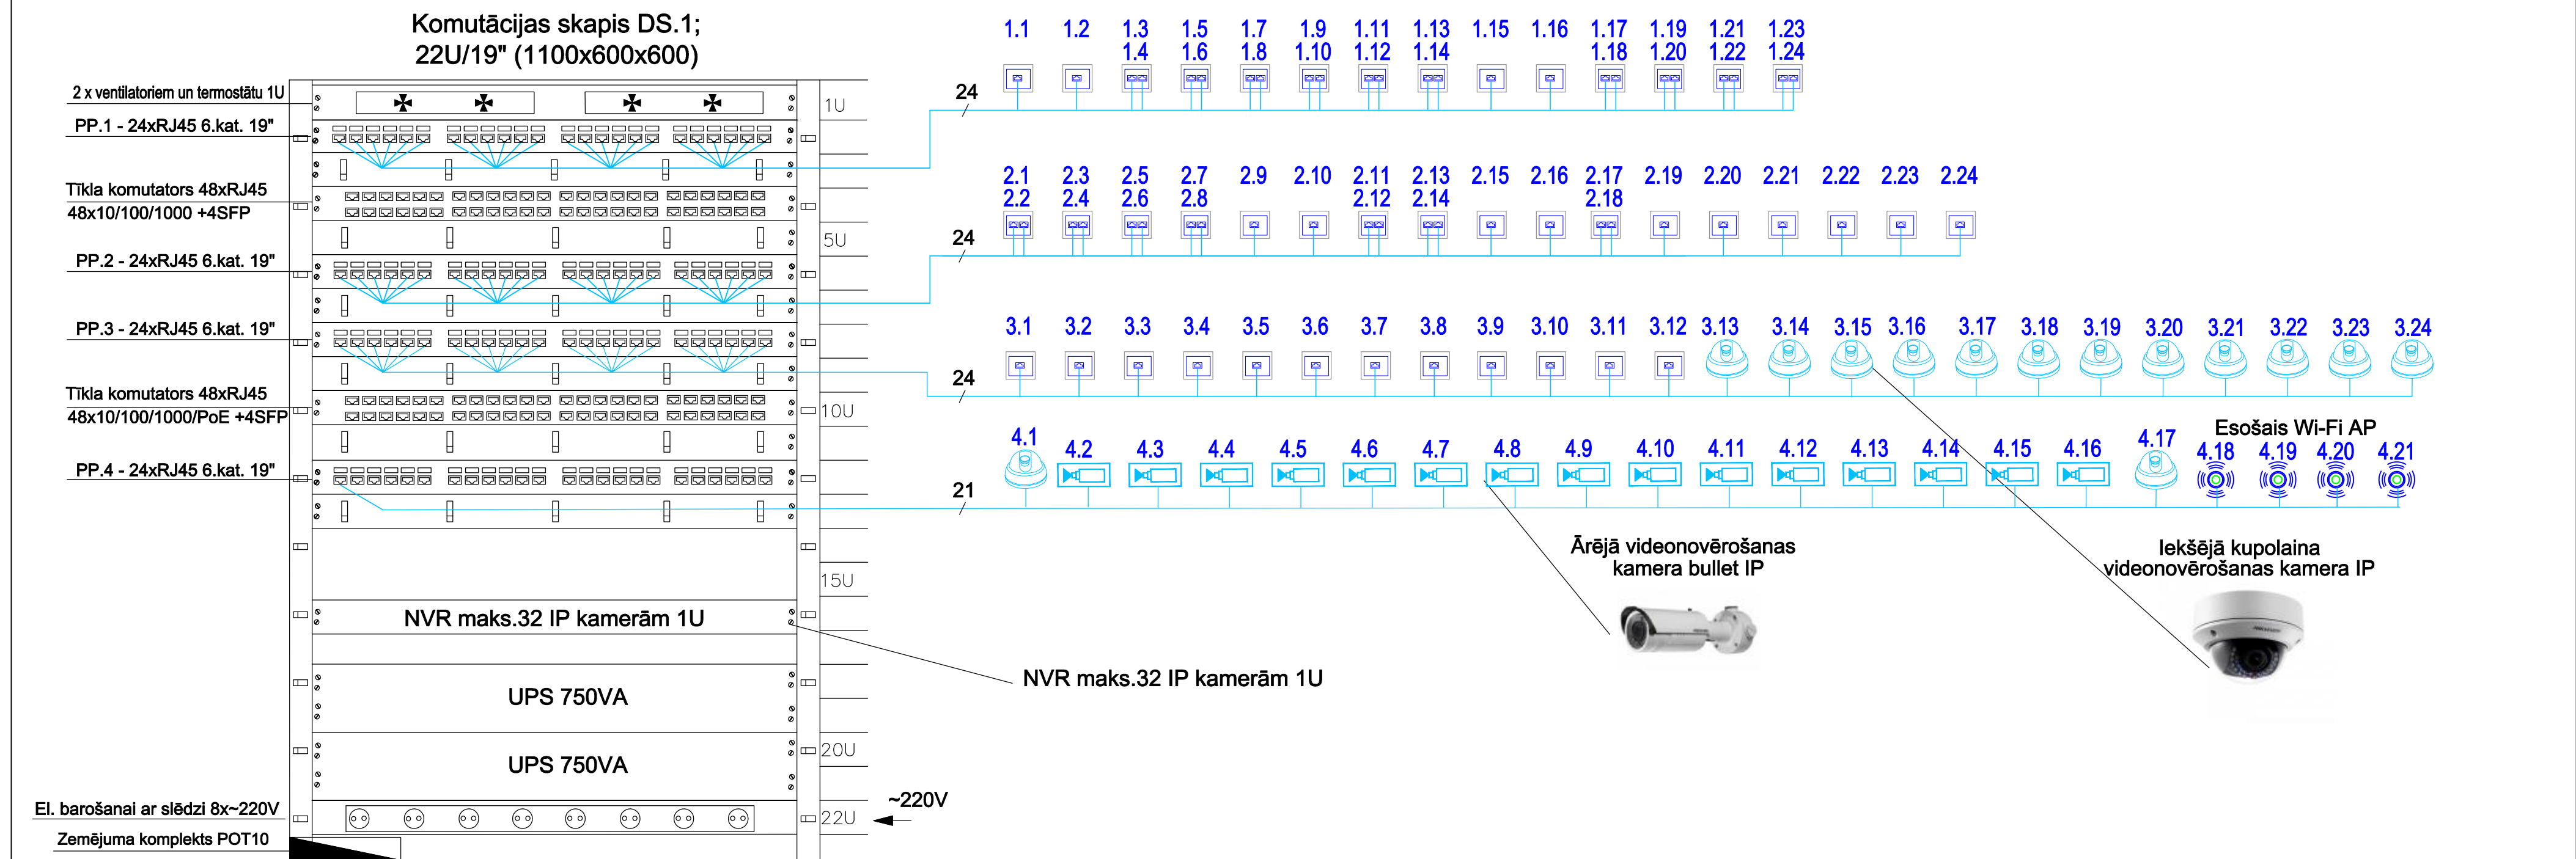 Komutācijas skapis DS.1;
22U/19" (1100x600x600)
2 x ventilatoriem un termostātu 1U
PP.1 - 24xRJ45 6.kat. 19"
Tīkla komutators 48xRJ45
48x10/100/1000 +4SFP
PP.2 - 24xRJ45 6.kat. 19"
PP.3 - 24xRJ45 6.kat. 19"
Tīkla komutators 48xRJ45
48x10/100/1000/PoE +4SFP
PP.4 - 24xRJ45 6.kat. 19"
El. barošanai ar slēdzi 8x~220V
Zemējuma komplekts POT10
1U
5U
10U
15U
20U
22U
NVR maks.32 IP kamerām 1U
UPS 750VA
UPS 750VA
~220V
NVR maks.32 IP kamerām 1U
1.1 1.2 1.3 1.5 1.7 1.9 1.11 1.13 1.15 1.16 1.17 1.19 1.21 1.23
1.4 1.6 1.8 1.10 1.12 1.14 1.18 1.20 1.22 1.24
24
2.1 2.3 2.5 2.7 2.9 2.10 2.11 2.13 2.15 2.16 2.17 2.19 2.20 2.21 2.22 2.23 2.24
2.2 2.4 2.6 2.8 2.12 2.14 2.18
24
3.1 3.2 3.3 3.4 3.5 3.6 3.7 3.8 3.9 3.10 3.11 3.12 3.13 3.14 3.15 3.16 3.17 3.18 3.19 3.20 3.21 3.22 3.23 3.24
24
Esošais Wi-Fi AP
4.1 4.2 4.3 4.4 4.5 4.6 4.7 4.8 4.9 4.10 4.11 4.12 4.13 4.14 4.15 4.16 4.17 4.18 4.19 4.20 4.21
21
Ārējā videonovērošanas
kamera bullet IP
Iekšējā kupolaina
videonovērošanas kamera IP